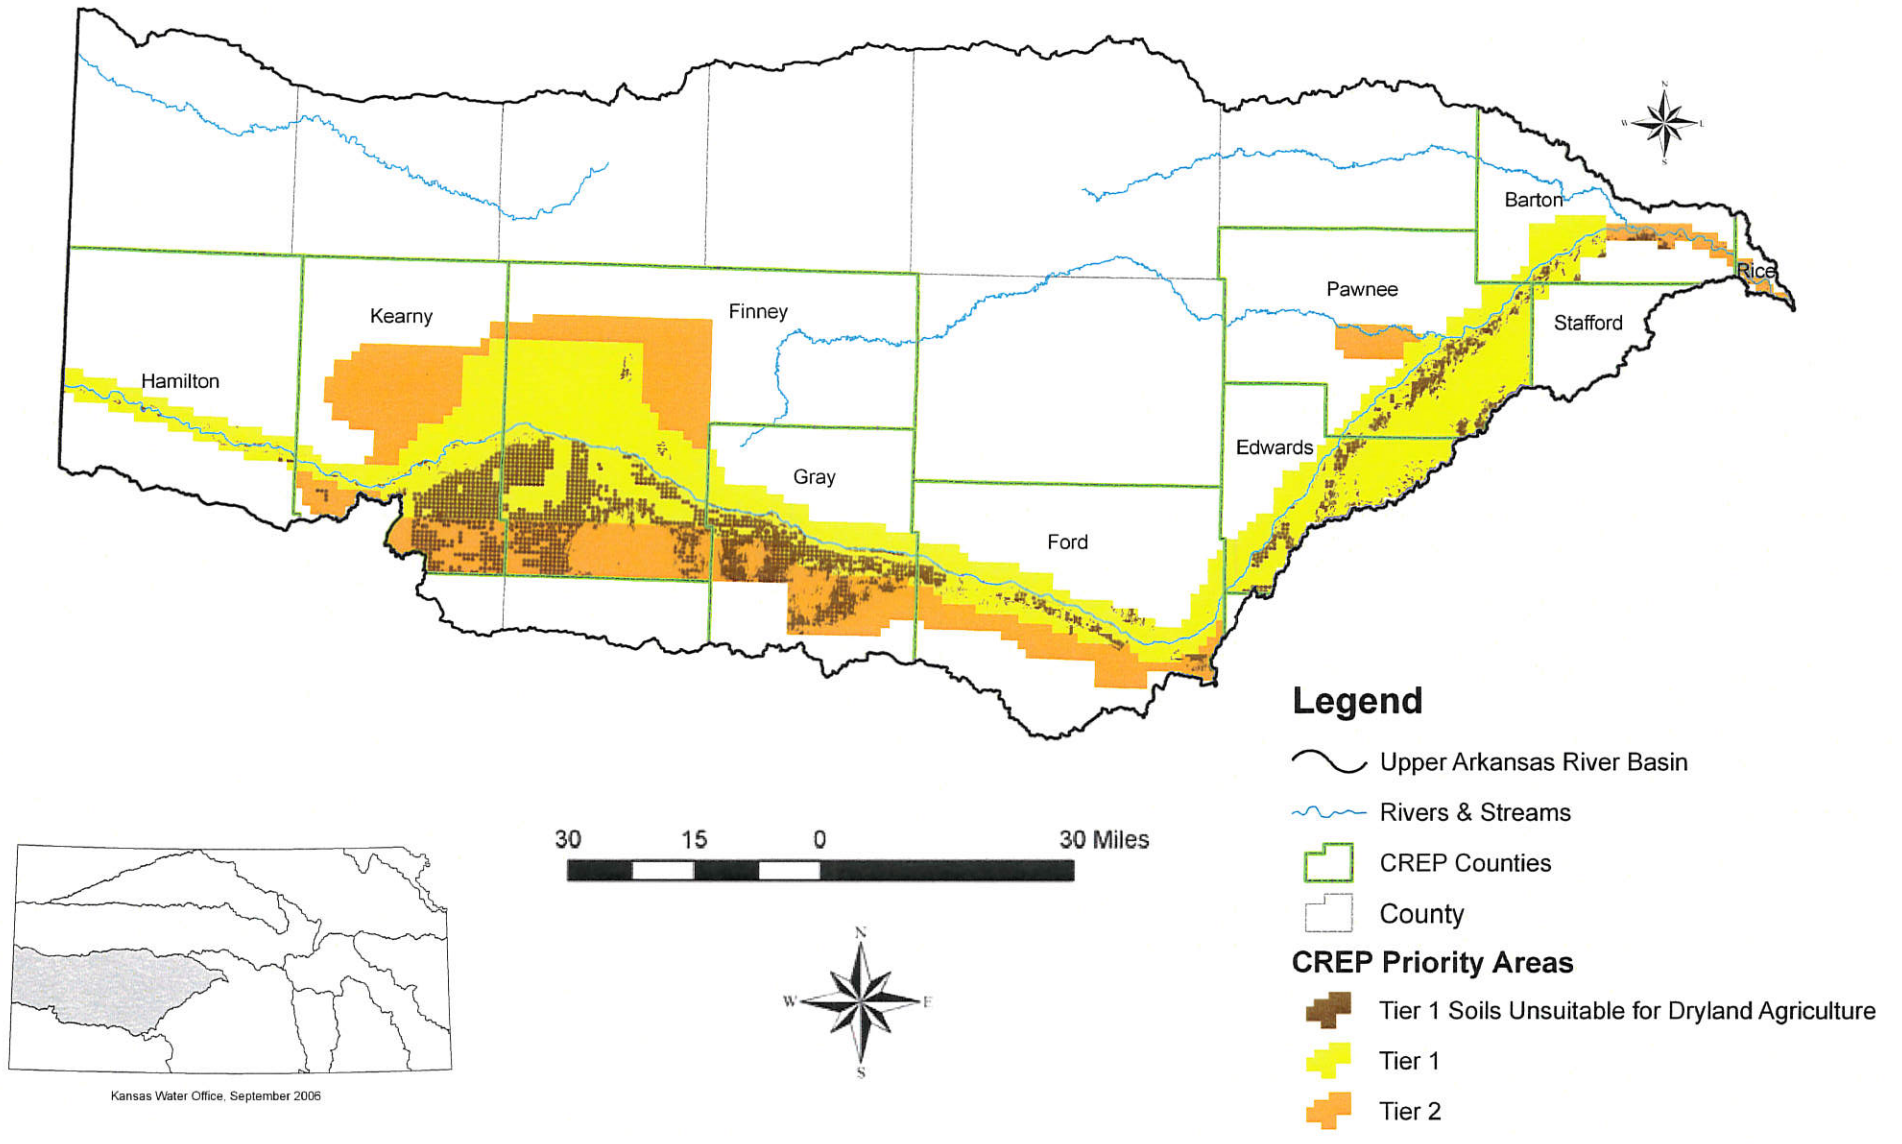 N
W E
S
Barton
Rice
Pawnee
Stafford
Finney
Kearny
Hamilton
Edwards
Gray
Ford
Legend
Upper Arkansas River Basin
Rivers & Streams
CREP Counties
County
CREP Priority Areas
Tier 1 Soils Unsuitable for Dryland Agriculture
Tier 1
Tier 2
30 15 0 30 Miles
N
W E
S
Kansas Water Office, September 2006